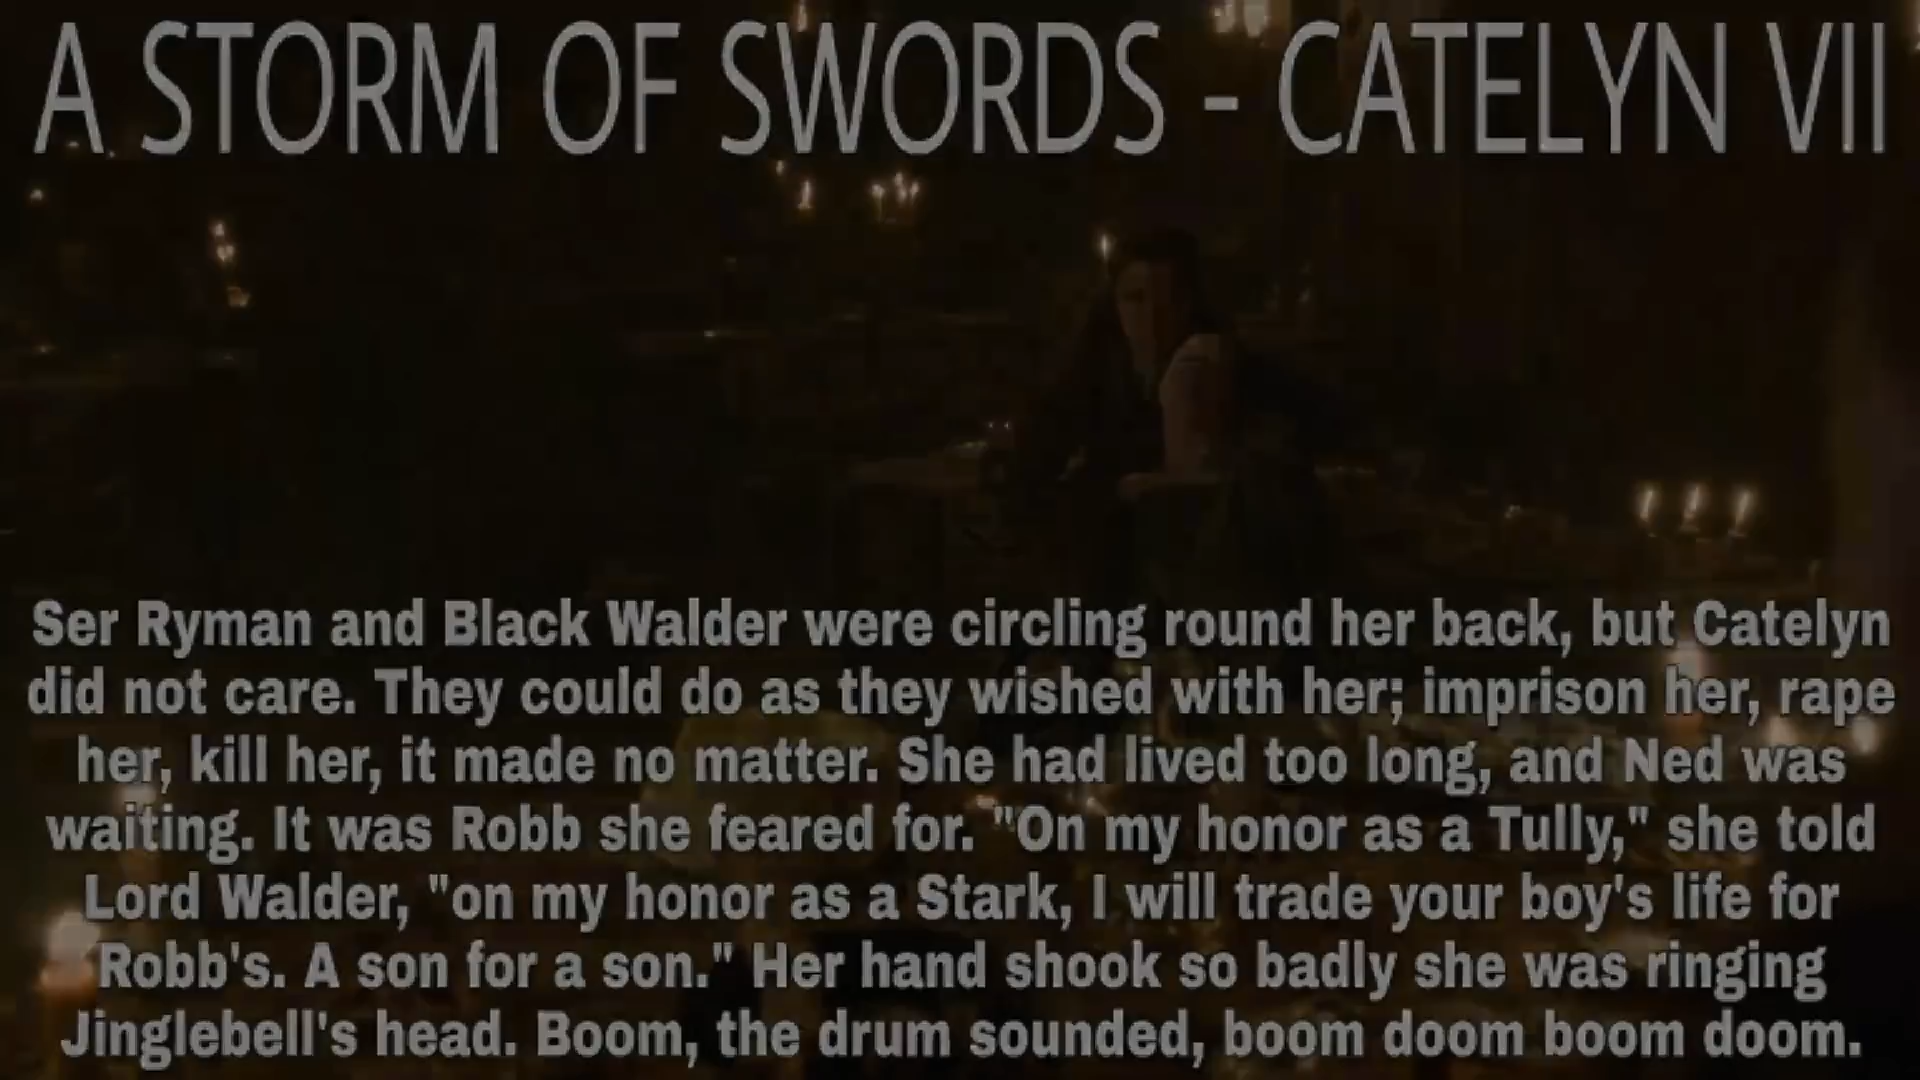 A STORM OF SWORDS - CATELYN VII
Ser Ryman and Black Walder were circling round her back, but Catelyn
did not care. They could do as they wished with her; imprison her, rape
her, kill her, it made no matter. She had lived too long, and Ned was
waiting. It was Robb she feared for. "On my honor as a Tully," she told
Lord Walder, "on my honor as a Stark, I will trade your boy's life for
Robb's. A son for a son." Her hand shook so badly she was ringing
Jinglebell's head. Boom, the drum sounded, boom doom boom doom.